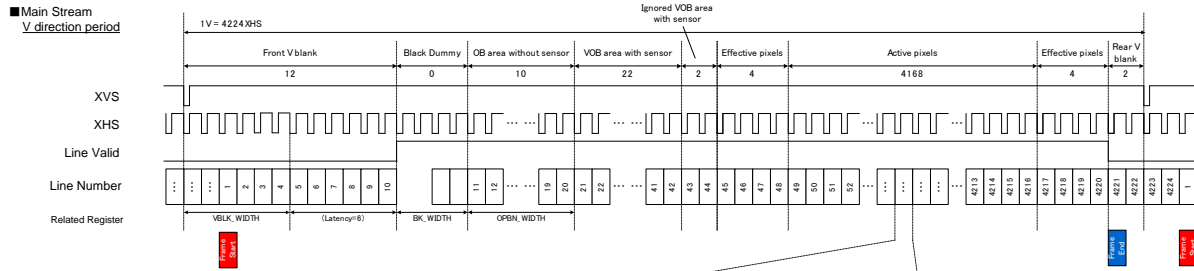 ■Main Stream
V direction period
Ignored VOB area
with sensor
1V = 4224XHS
Front V blank
Black Dummy
OB area without sensor
VOB area with sensor
Effective pixels
Active pixels
Effective pixels
Rear V
blank
12
0
10
22
2
4
4168
4
2
XVS
XHS
... ...
... ...
...
...
Line Valid
Line Number
... ... ... 1 2 3 4 5 6 7 8 9 10 11 12 ... ... 19 20 21 22 ... ... 41 42 43 44 45 46 47 48 49 50 51 52 ... ... ... ... ... ... 4213 4214 4215 4216 4217 4218 4219 4220 4221 4222 4223 4224 1
Related Register
VBLK_WIDTH
(Latency=6)
BK_WIDTH
OPBN_WIDTH
Frame
Start
Frame
End
Frame
Start